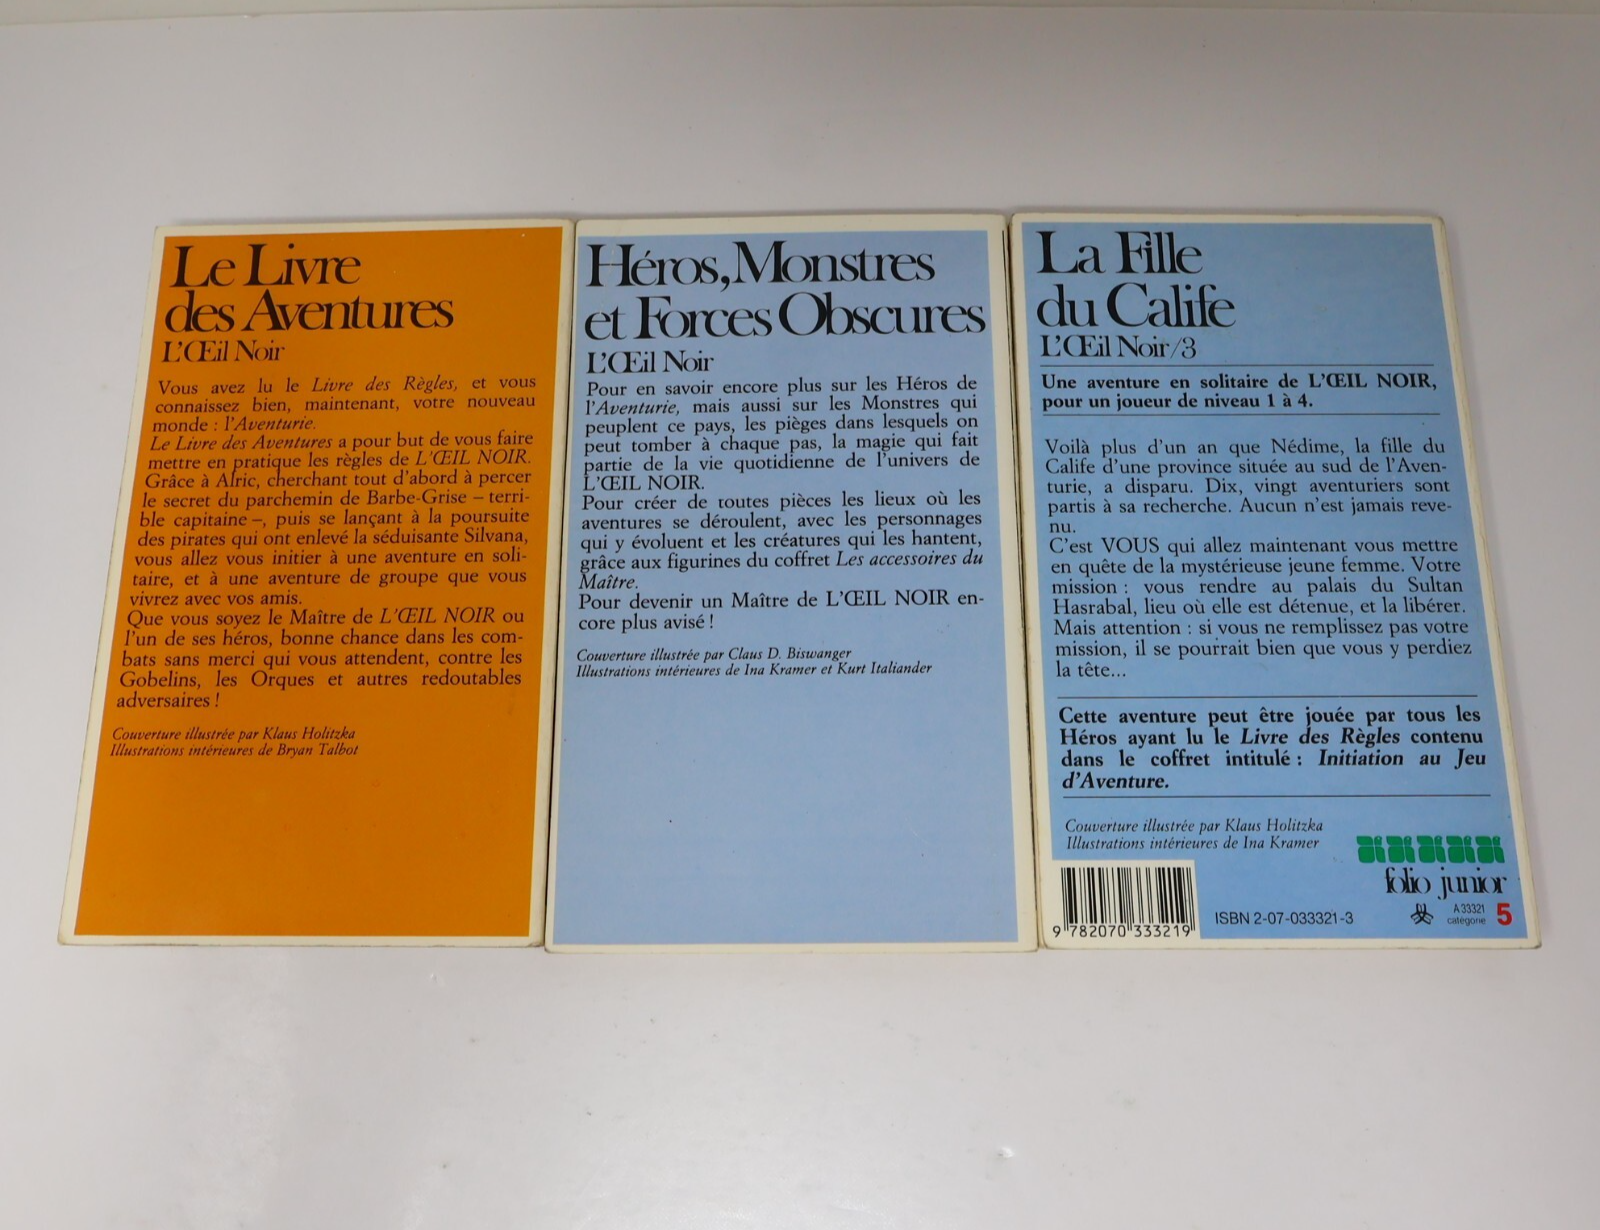 Le Livre
des Aventures
L'Œil Noir
Vous avez lu le Livre des Règles, et vous
connaissez bien, maintenant, votre nouveau
monde : l'Aventurie.
Le Livre des Aventures a pour but de vous faire
mettre en pratique les règles de L'ŒIL NOIR.
Grâce à Alric, cherchant tout d'abord à percer
le secret du parchemin de Barbe-Grise – terri-
ble capitaine –, puis se lançant à la poursuite
des pirates qui ont enlevé la séduisante Silvana,
vous allez vous initier à une aventure en soli-
taire, et à une aventure de groupe que vous
vivrez avec vos amis.
Que vous soyez le Maître de L'ŒIL NOIR ou
l'un de ses héros, bonne chance dans les com-
bats sans merci qui vous attendent, contre les
Gobelins, les Orques et autres redoutables
adversaires !
Couverture illustrée par Klaus Holitzka
Illustrations intérieures de Bryan Talbot
Héros, Monstres
et Forces Obscures
L'Œil Noir
Pour en savoir encore plus sur les Héros de
l'Aventurie, mais aussi sur les Monstres qui
peuplent ce pays, les pièges dans lesquels on
peut tomber à chaque pas, la magie qui fait
partie de la vie quotidienne de l'univers de
L'ŒIL NOIR.
Pour créer de toutes pièces les lieux où les
aventures se déroulent, avec les personnages
qui y évoluent et les créatures qui les hantent,
grâce aux figurines du coffret Les accessoires du
Maître.
Pour devenir un Maître de L'ŒIL NOIR en-
core plus avisé !
Couverture illustrée par Claus D. Biswanger
Illustrations intérieures de Ina Kramer et Kurt Italiander
La Fille
du Calife
L'Œil Noir/3
Une aventure en solitaire de L'ŒIL NOIR,
pour un joueur de niveau 1 à 4.
Voilà plus d'un an que Nédime, la fille du
Calife d'une province située au sud de l'Aven-
turie, a disparu. Dix, vingt aventuriers sont
partis à sa recherche. Aucun n'est jamais reve-
nu.
C'est VOUS qui allez maintenant vous mettre
en quête de la mystérieuse jeune femme. Votre
mission : vous rendre au palais du Sultan
Hasrabal, lieu où elle est détenue, et la libérer.
Mais attention : si vous ne remplissez pas votre
mission, il se pourrait bien que vous y perdiez
la tête...
Cette aventure peut être jouée par tous les
Héros ayant lu le Livre des Règles contenu
dans le coffret intitulé : Initiation au Jeu
d'Aventure.
Couverture illustrée par Klaus Holitzka
Illustrations intérieures de Ina Kramer
folio junior
ISBN 2-07-033321-3
A 33321
catégorie 5
9 782070 333219